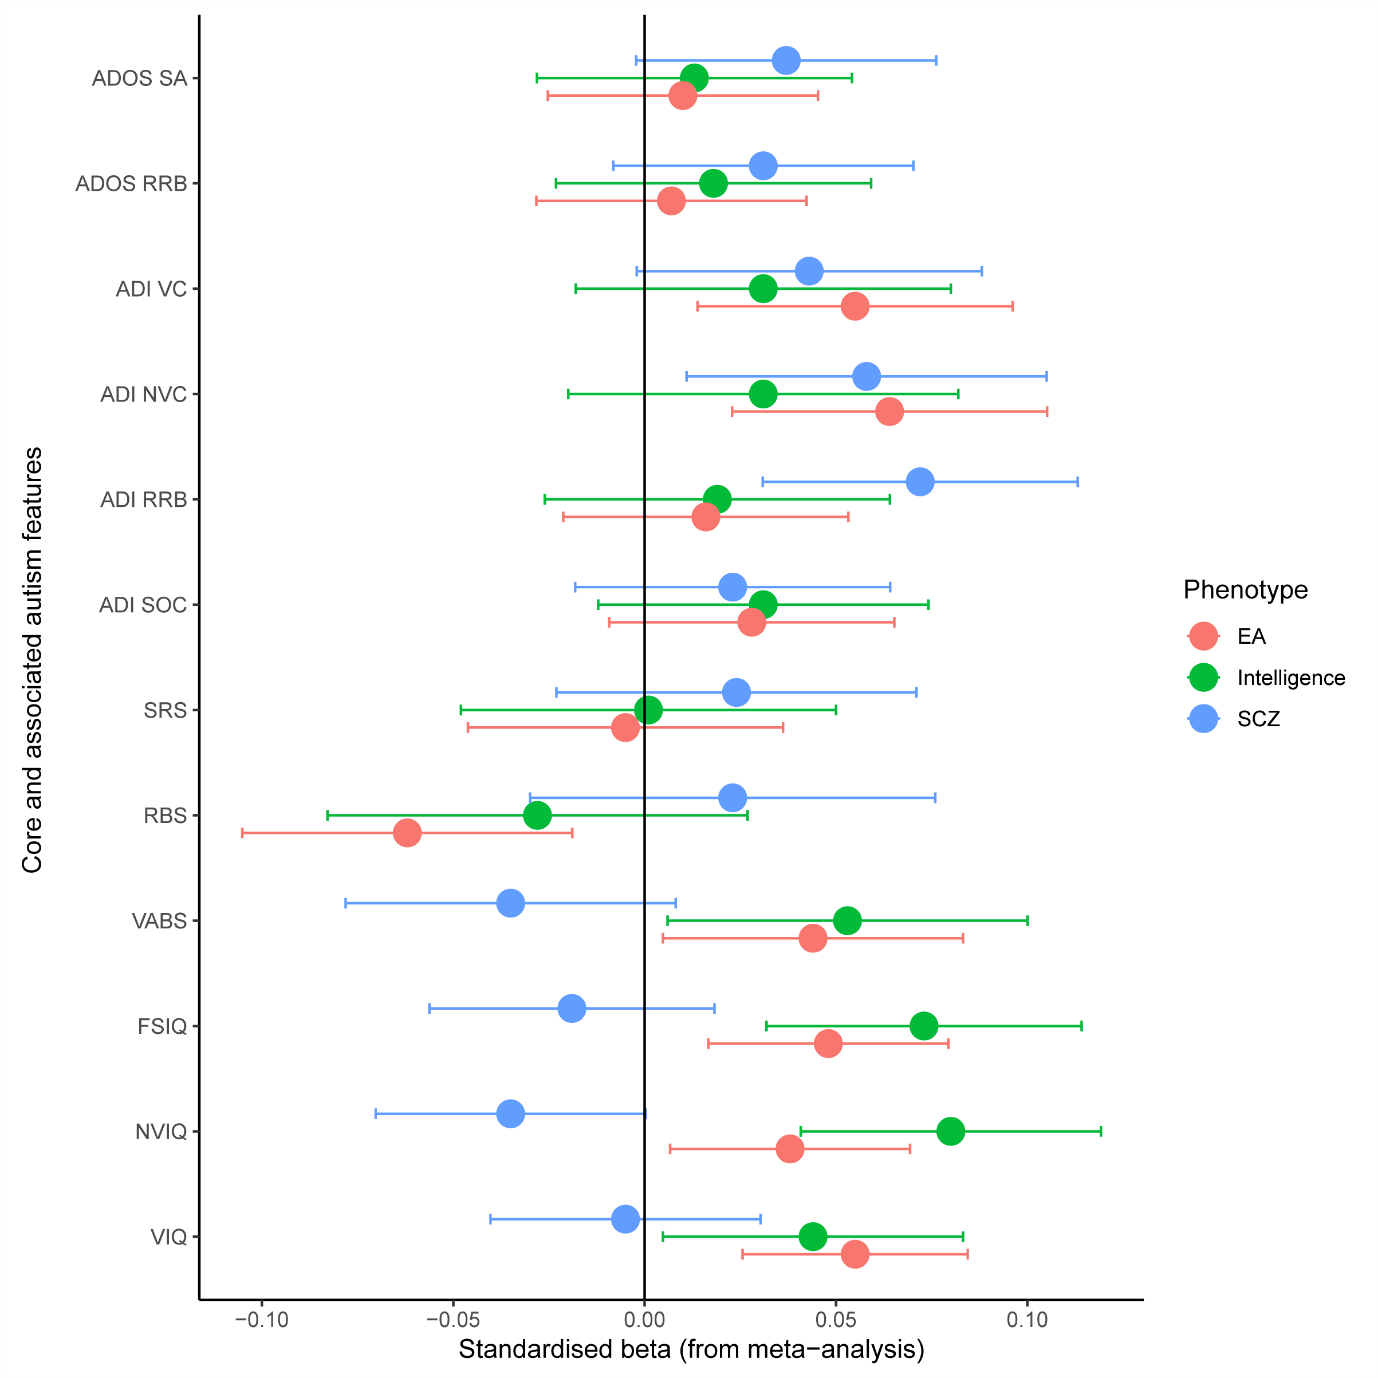 ADOS SA
ADOS RRB
ADI VC
ADI NVC
ADI RRB
ADI SOC
SRS
RBS
VABS
FSIQ
NVIQ
VIQ
Core and associated autism features
−0.10 −0.05 0.00 0.05 0.10
Standardised beta (from meta−analysis)
Phenotype
EA
Intelligence
SCZ